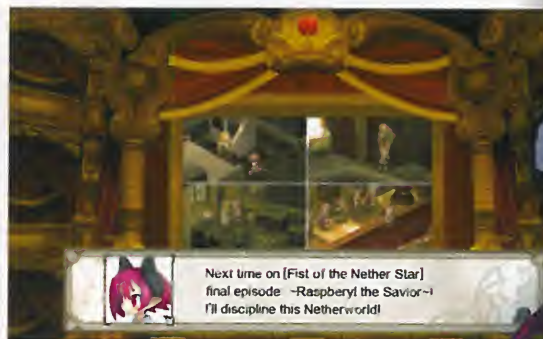 Next time on [Fist of the Nether Star]
final episode ~Raspberyl the Savior~!
I'll discipline this Netherworld!